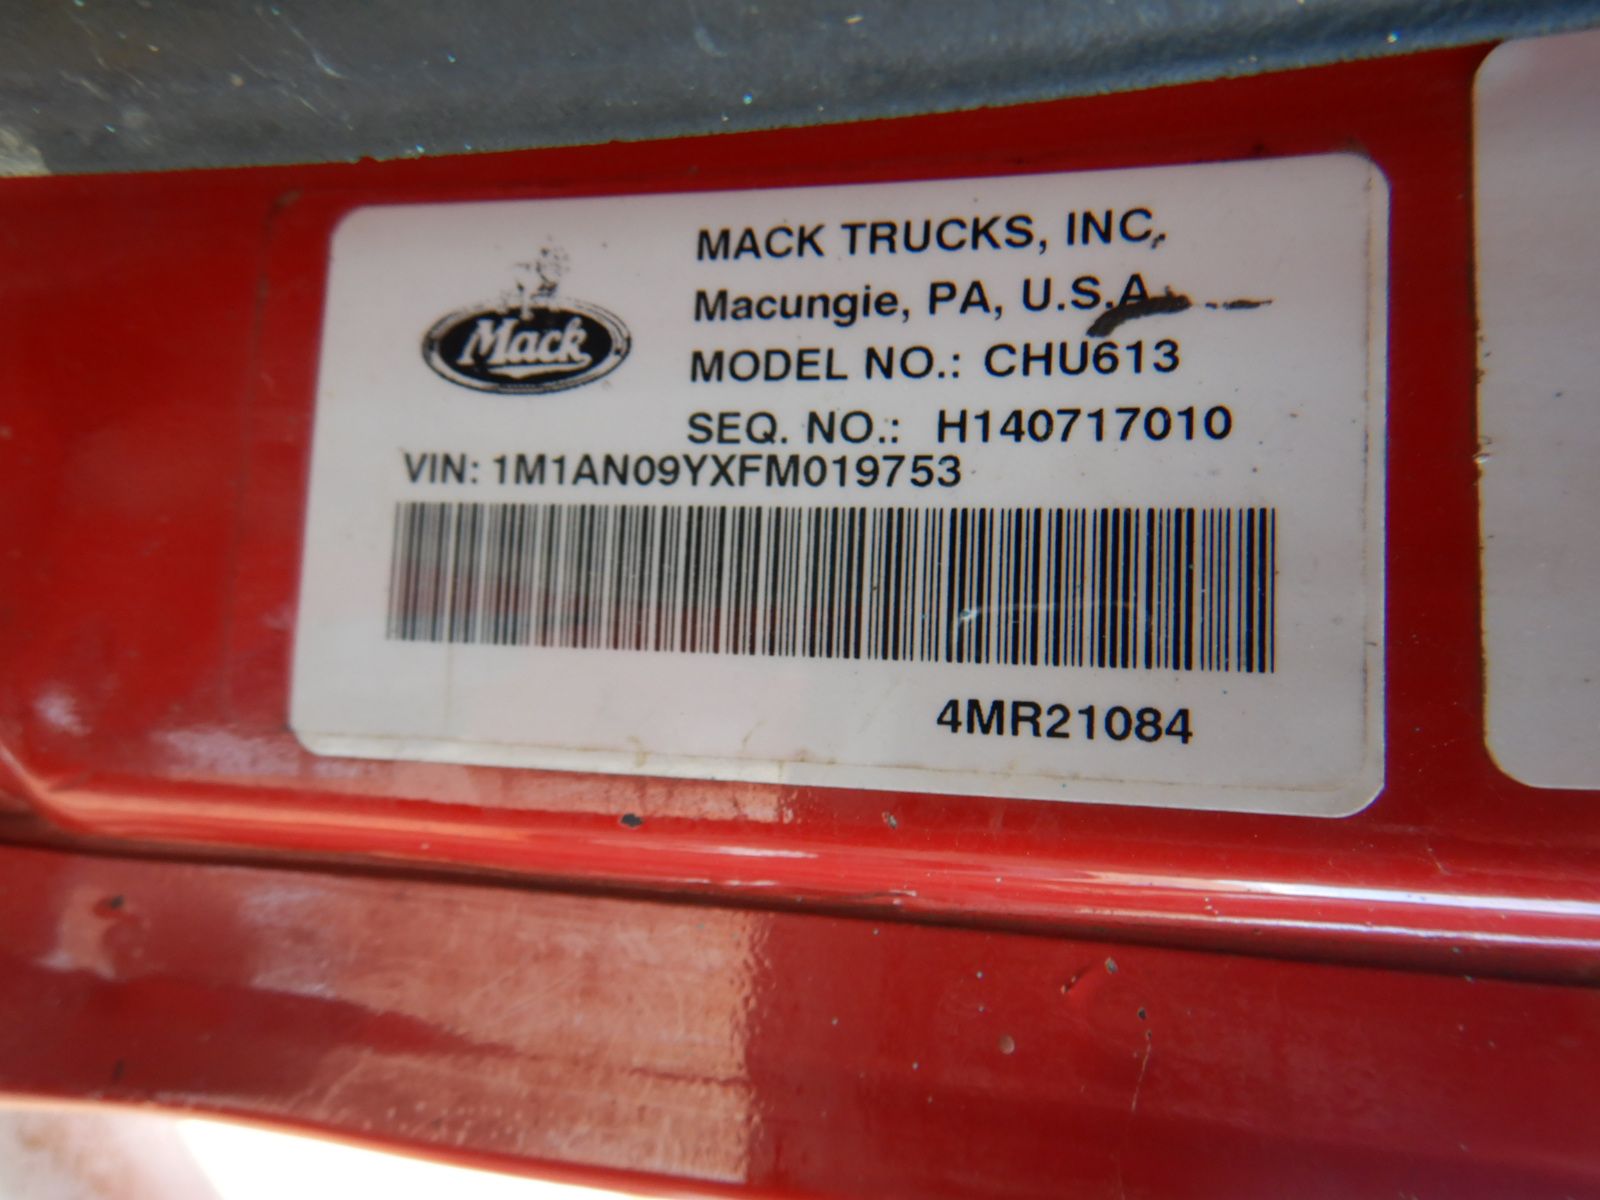 Mack
MACK TRUCKS, INC.
Macungie, PA, U.S.A.
MODEL NO.: CHU613
SEQ. NO.: H140717010
VIN: 1M1AN09YXFM019753
4MR21084